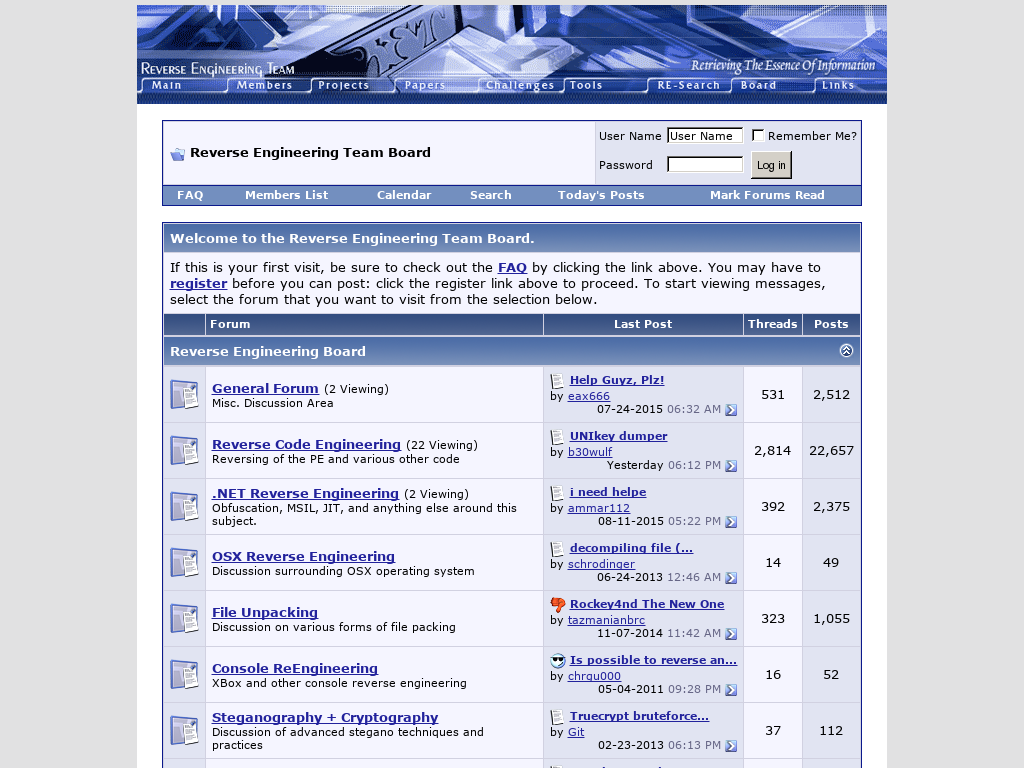 Reverse Engineering Team
Retrieving The Essence Of Information
Main Members Projects Papers Challenges Tools RE-Search Board Links
Reverse Engineering Team Board
User Name User Name Remember Me?
Password Log in
FAQ Members List Calendar Search Today's Posts Mark Forums Read
Welcome to the Reverse Engineering Team Board.
If this is your first visit, be sure to check out the FAQ by clicking the link above. You may have to
register before you can post: click the register link above to proceed. To start viewing messages,
select the forum that you want to visit from the selection below.
Forum Last Post Threads Posts
Reverse Engineering Board
General Forum (2 Viewing)
Misc. Discussion Area
Help Guyz, Plz!
by eax666
07-24-2015 06:32 AM
531 2,512
Reverse Code Engineering (22 Viewing)
Reversing of the PE and various other code
UNIkey dumper
by b30wulf
Yesterday 06:12 PM
2,814 22,657
.NET Reverse Engineering (2 Viewing)
Obfuscation, MSIL, JIT, and anything else around this
subject.
i need helpe
by ammar112
08-11-2015 05:22 PM
392 2,375
OSX Reverse Engineering
Discussion surrounding OSX operating system
decompiling file (...
by schrodinger
06-24-2013 12:46 AM
14 49
File Unpacking
Discussion on various forms of file packing
Rockey4nd The New One
by tazmanianbrc
11-07-2014 11:42 AM
323 1,055
Console ReEngineering
XBox and other console reverse engineering
Is possible to reverse an...
by chrgu000
05-04-2011 09:28 PM
16 52
Steganography + Cryptography
Discussion of advanced stegano techniques and
practices
Truecrypt bruteforce...
by Git
02-23-2013 06:13 PM
37 112